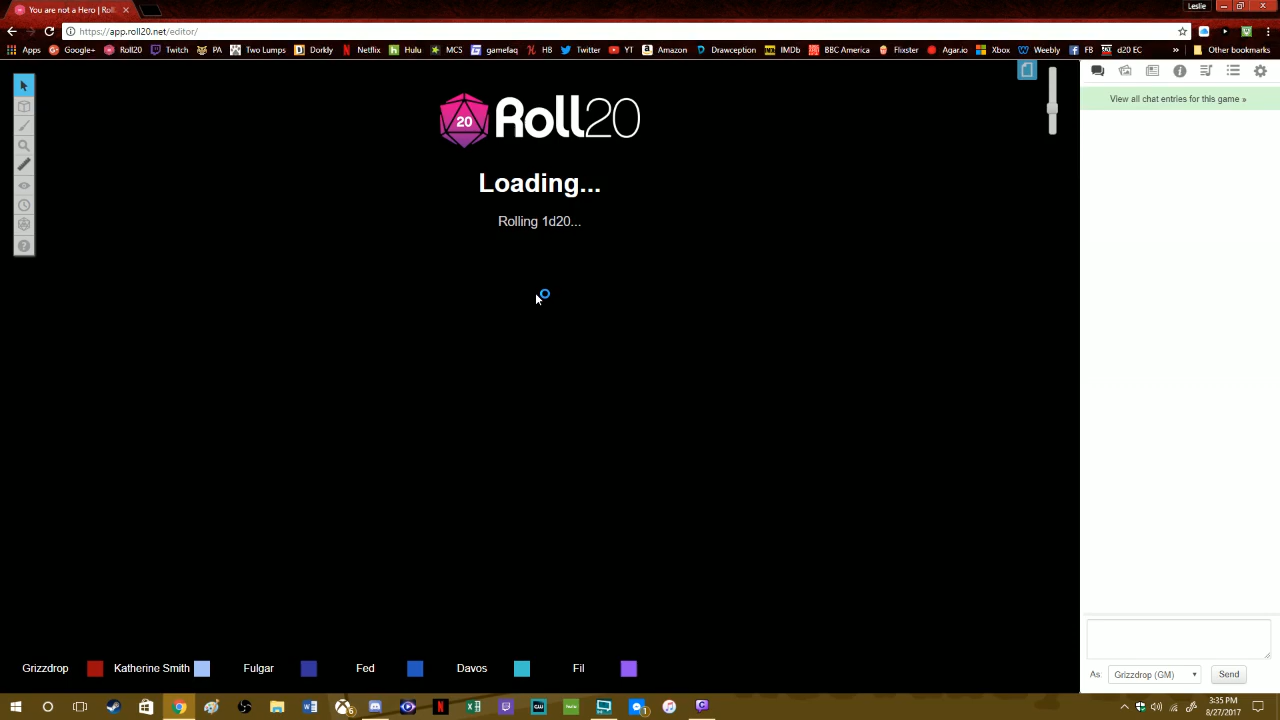 You are not a Hero | Roll
Leslie
https://app.roll20.net/editor/
Apps Google+ Roll20 Twitch PA Two Lumps Dorkly Netflix Hulu MCS gamefaq HB Twitter YT Amazon Drawception IMDb BBC America Flixster Agar.io Xbox Weebly FB d20 EC » Other bookmarks
20 Roll20
View all chat entries for this game »
Loading...
Rolling 1d20...
Grizzdrop Katherine Smith Fulgar Fed Davos Fil
As Grizzdrop (GM) Send
3:35 PM
8/27/2017